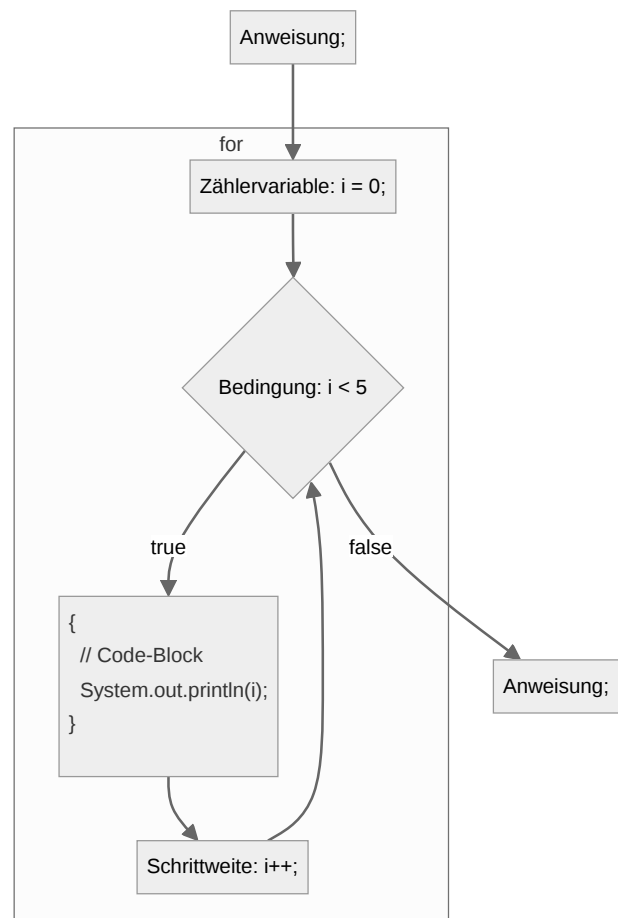 Anweisung;
for
Zählervariable: i = 0;
Bedingung: i < 5
true
false
{
// Code-Block
System.out.println(i);
}
Anweisung;
Schrittweite: i++;